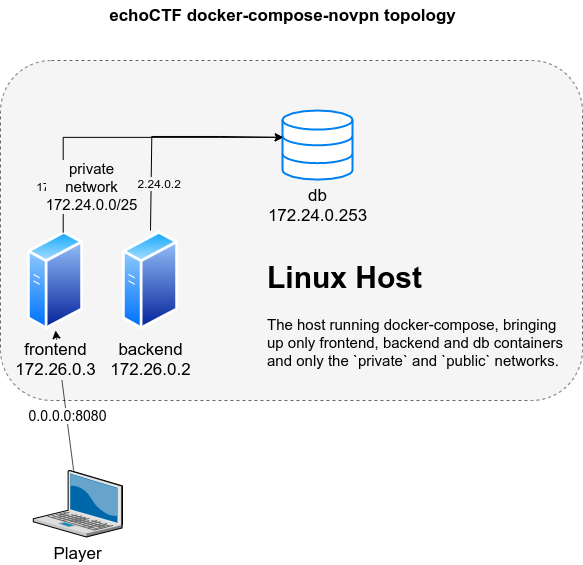 echoCTF docker-compose-novpn topology
private
network
172.24.0.0/25
17
2.24.0.2
db
172.24.0.253
Linux Host
The host running docker-compose, bringing
up only frontend, backend and db containers
and only the `private` and `public` networks.
frontend
172.26.0.3
backend
172.26.0.2
0.0.0.0:8080
Player